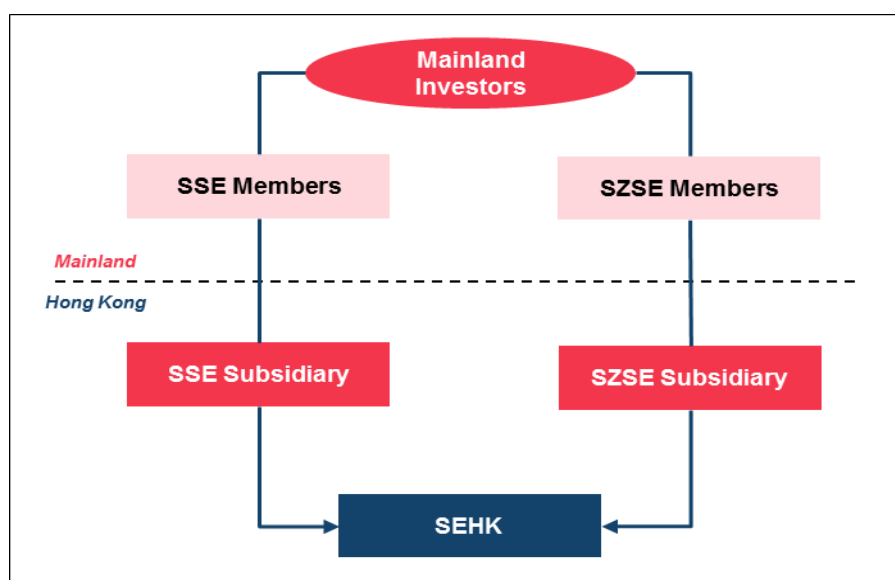 Mainland
Investors
SSE Members
SZSE Members
Mainland
Hong Kong
SSE Subsidiary
SZSE Subsidiary
SEHK